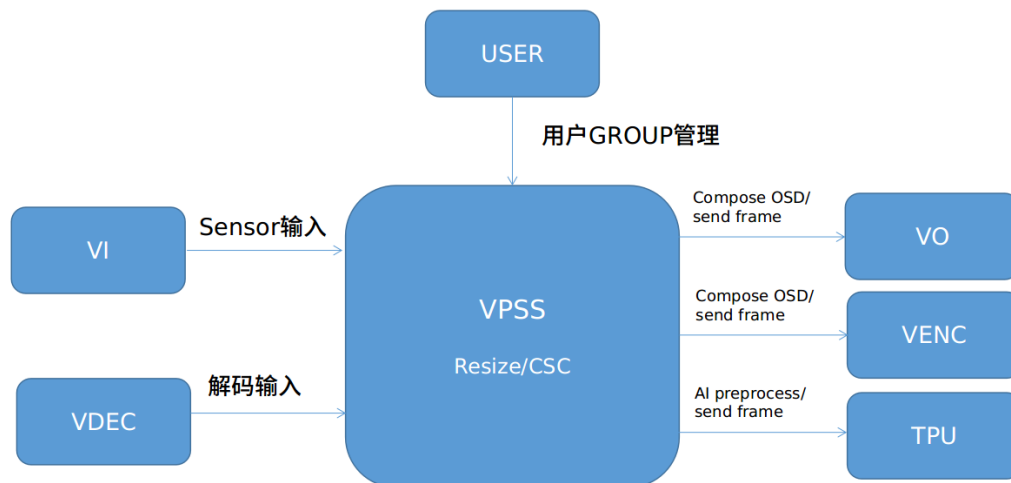 USER
用户GROUP管理
VI
Sensor输入
VDEC
解码输入
VPSS
Resize/CSC
Compose OSD/
send frame
VO
Compose OSD/
send frame
VENC
AI preprocess/
send frame
TPU